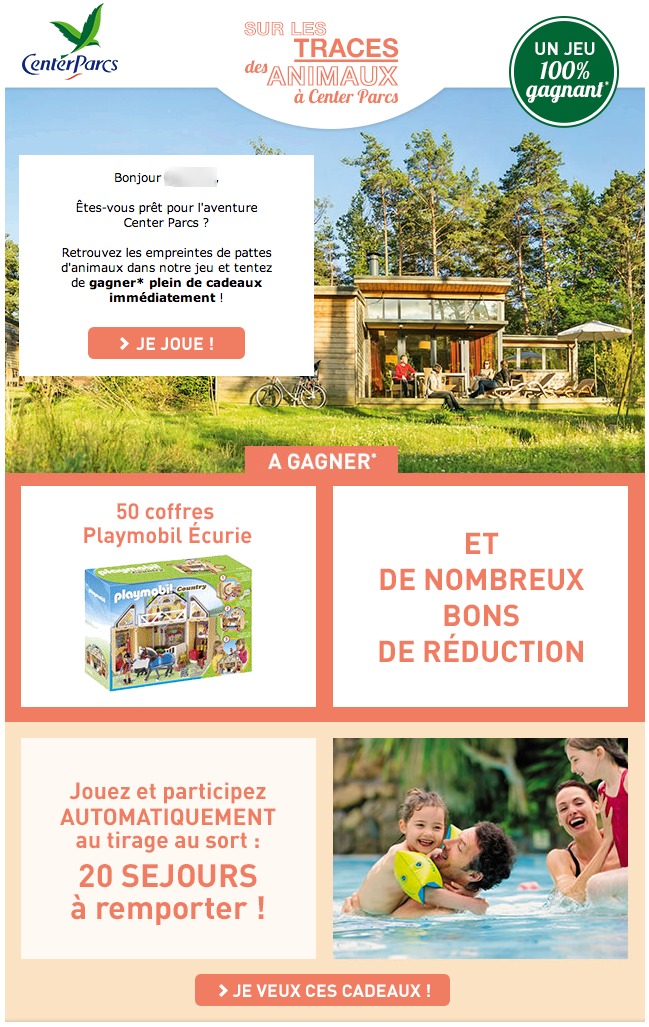 CenterParcs
SUR LES
TRACES
des ANIMAUX
à Center Parcs
UN JEU
100%
gagnant*
Bonjour ,
Êtes-vous prêt pour l'aventure
Center Parcs ?
Retrouvez les empreintes de pattes
d'animaux dans notre jeu et tentez
de gagner* plein de cadeaux
immédiatement !
> JE JOUE !
A GAGNER*
50 coffres
Playmobil Écurie
playmobil
Country
ET
DE NOMBREUX
BONS
DE RÉDUCTION
Jouez et participez
AUTOMATIQUEMENT
au tirage au sort :
20 SEJOURS
à remporter !
> JE VEUX CES CADEAUX !